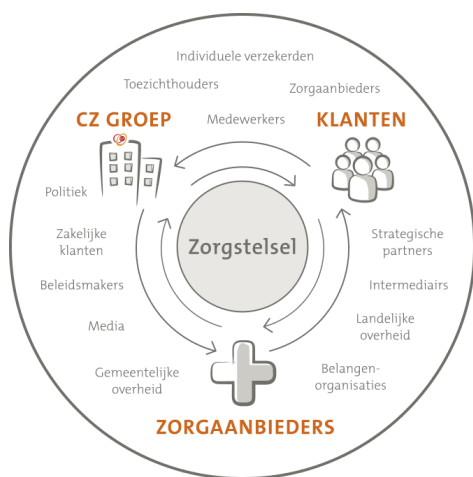 Individuele verzekerden
Toezichthouders
Zorgaanbieders
CZ GROEP
Medewerkers
KLANTEN
Politiek
Zorgstelsel
Zakelijke
klanten
Strategische
partners
Beleidsmakers
Intermediairs
Media
Landelijke
overheid
Gemeentelijke
overheid
Belangen-
organisaties
ZORGAANBIEDERS